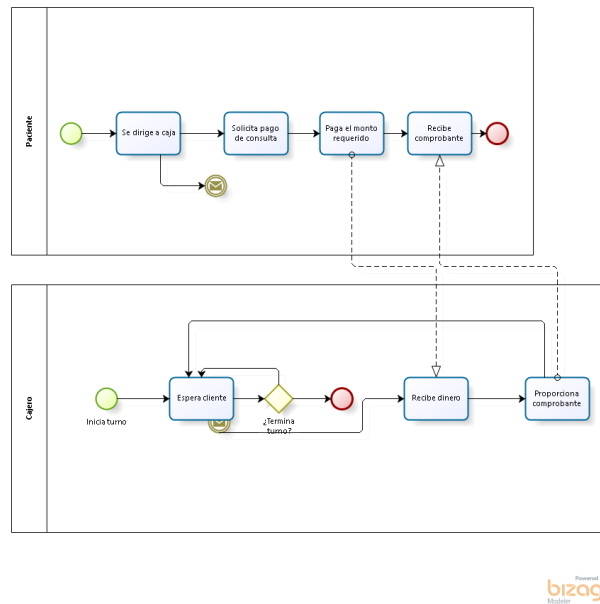 Paciente
Se dirige a caja
Solicita pago
de consulta
Paga el monto
requerido
Recibe
comprobante
Cajero
Inicia turno
Espera cliente
¿Termina
turno?
Recibe dinero
Proporciona
comprobante
Powered
bizag
Modeler